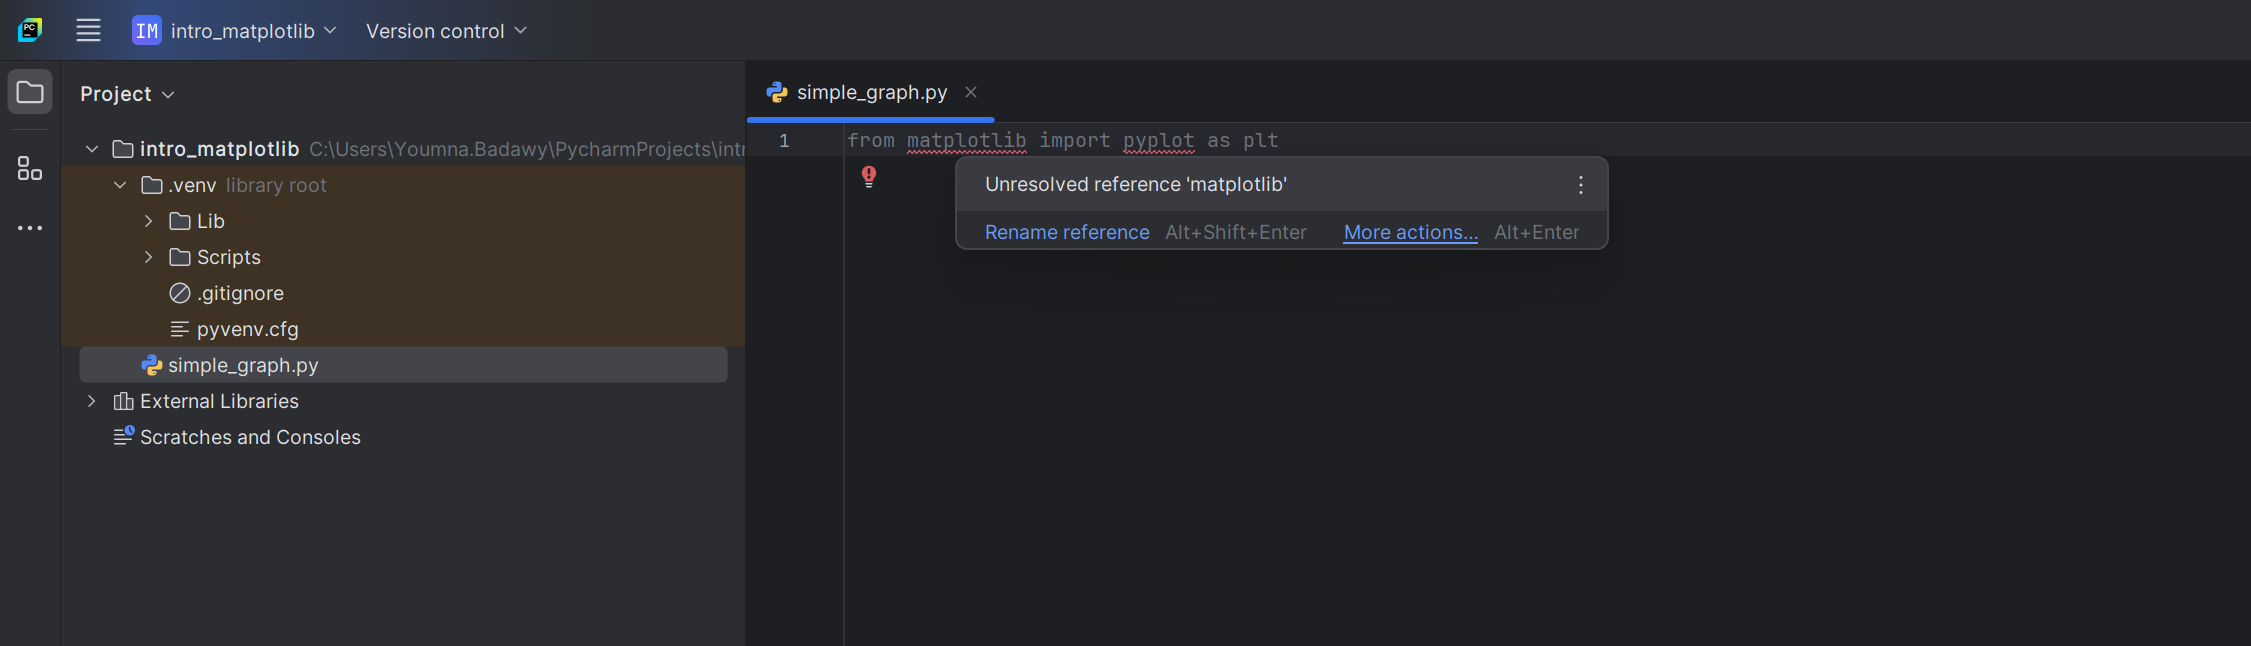 PC
IM intro_matplotlib Version control
Project
simple_graph.py
intro_matplotlib C:\Users\Youmna.Badawy\PycharmProjects\intr
.venv library root
Lib
Scripts
.gitignore
pyvenv.cfg
simple_graph.py
External Libraries
Scratches and Consoles
1 from matplotlib import pyplot as plt
Unresolved reference 'matplotlib'
Rename reference Alt+Shift+Enter More actions... Alt+Enter